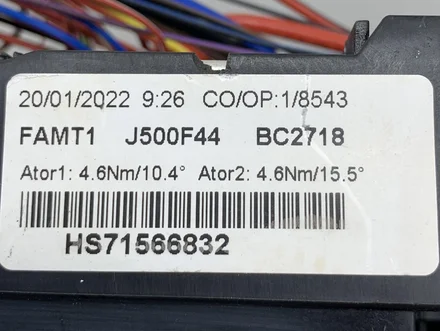 20/01/2022 9:26 CO/OP:1/8543
FAMT1 J500F44 BC2718
Ator1: 4.6Nm/10.4° Ator2: 4.6Nm/15.5°
HS71566832